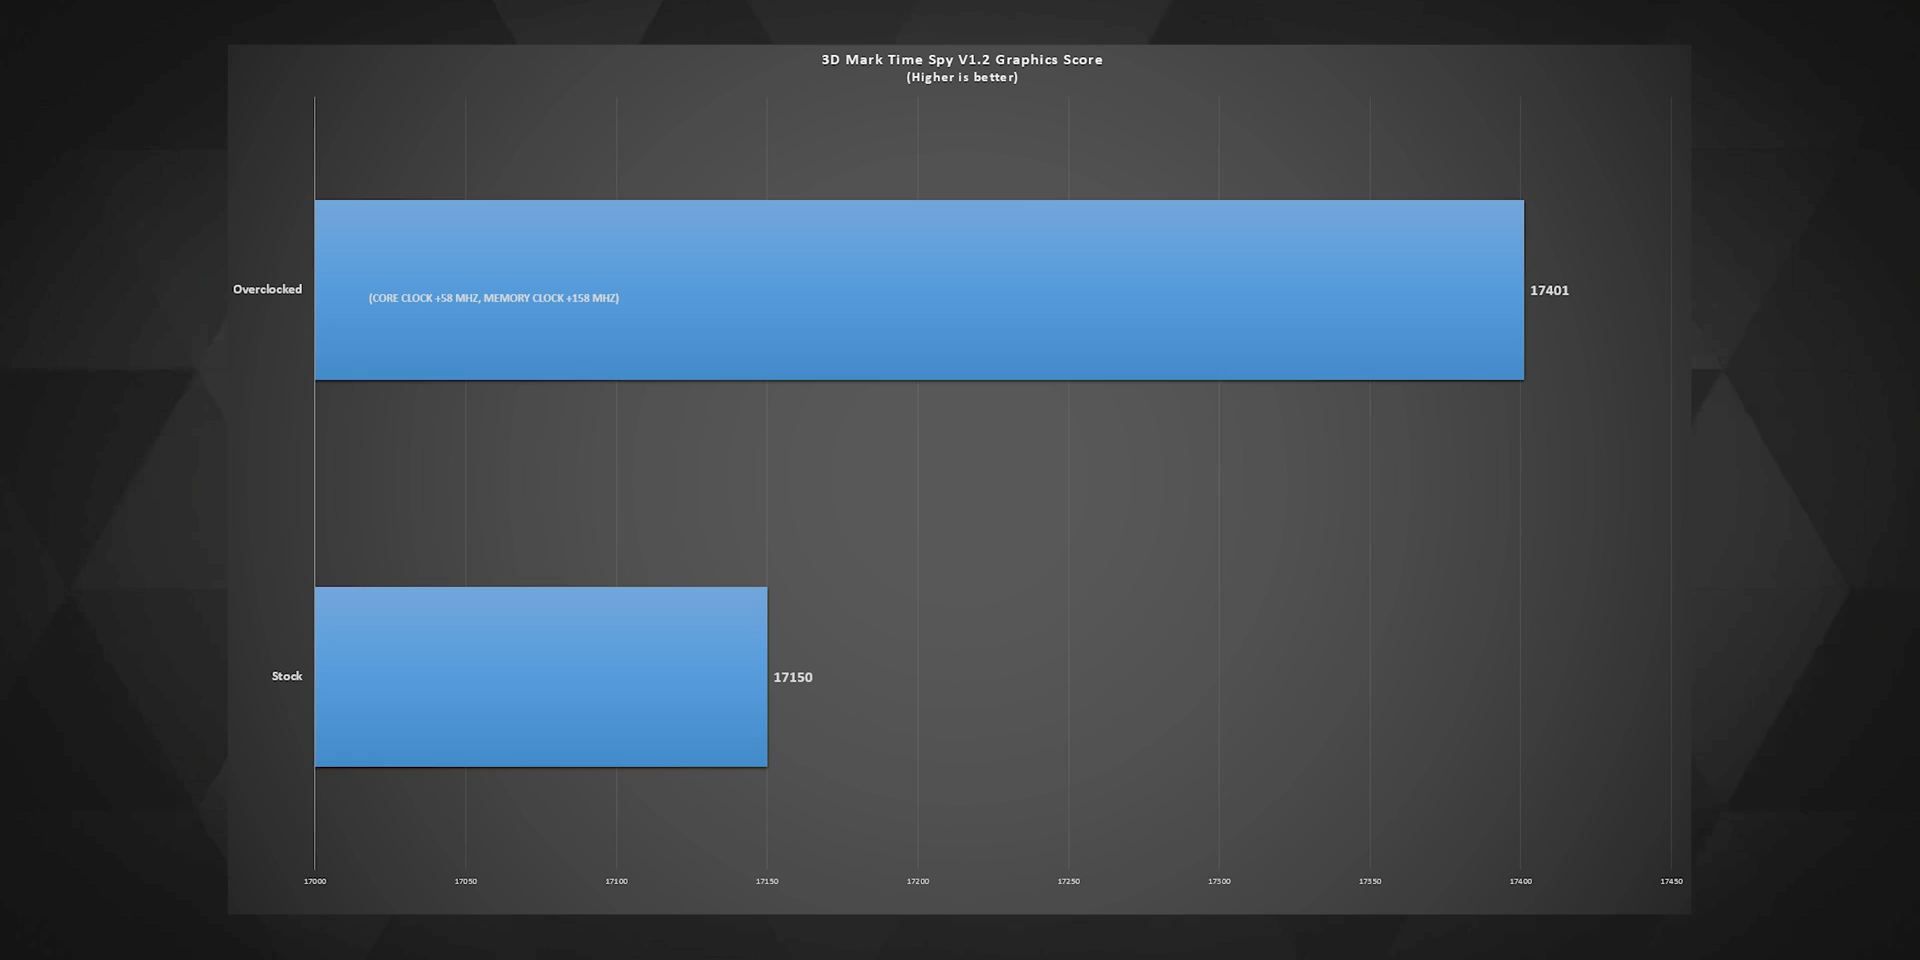 3D Mark Time Spy V1.2 Graphics Score
(Higher is better)
Overclocked
(CORE CLOCK +58 MHZ, MEMORY CLOCK +158 MHZ)
17401
Stock
17150
17000 17050 17100 17150 17200 17250 17300 17350 17400 17450